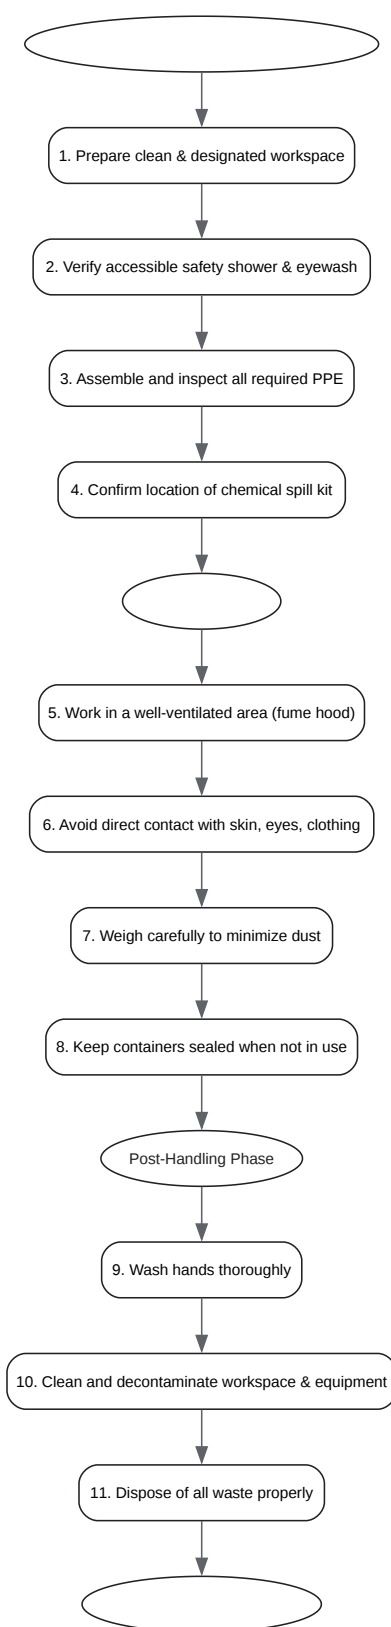 1. Prepare clean & designated workspace
2. Verify accessible safety shower & eyewash
3. Assemble and inspect all required PPE
4. Confirm location of chemical spill kit
5. Work in a well-ventilated area (fume hood)
6. Avoid direct contact with skin, eyes, clothing
7. Weigh carefully to minimize dust
8. Keep containers sealed when not in use
Post-Handling Phase
9. Wash hands thoroughly
10. Clean and decontaminate workspace & equipment
11. Dispose of all waste properly